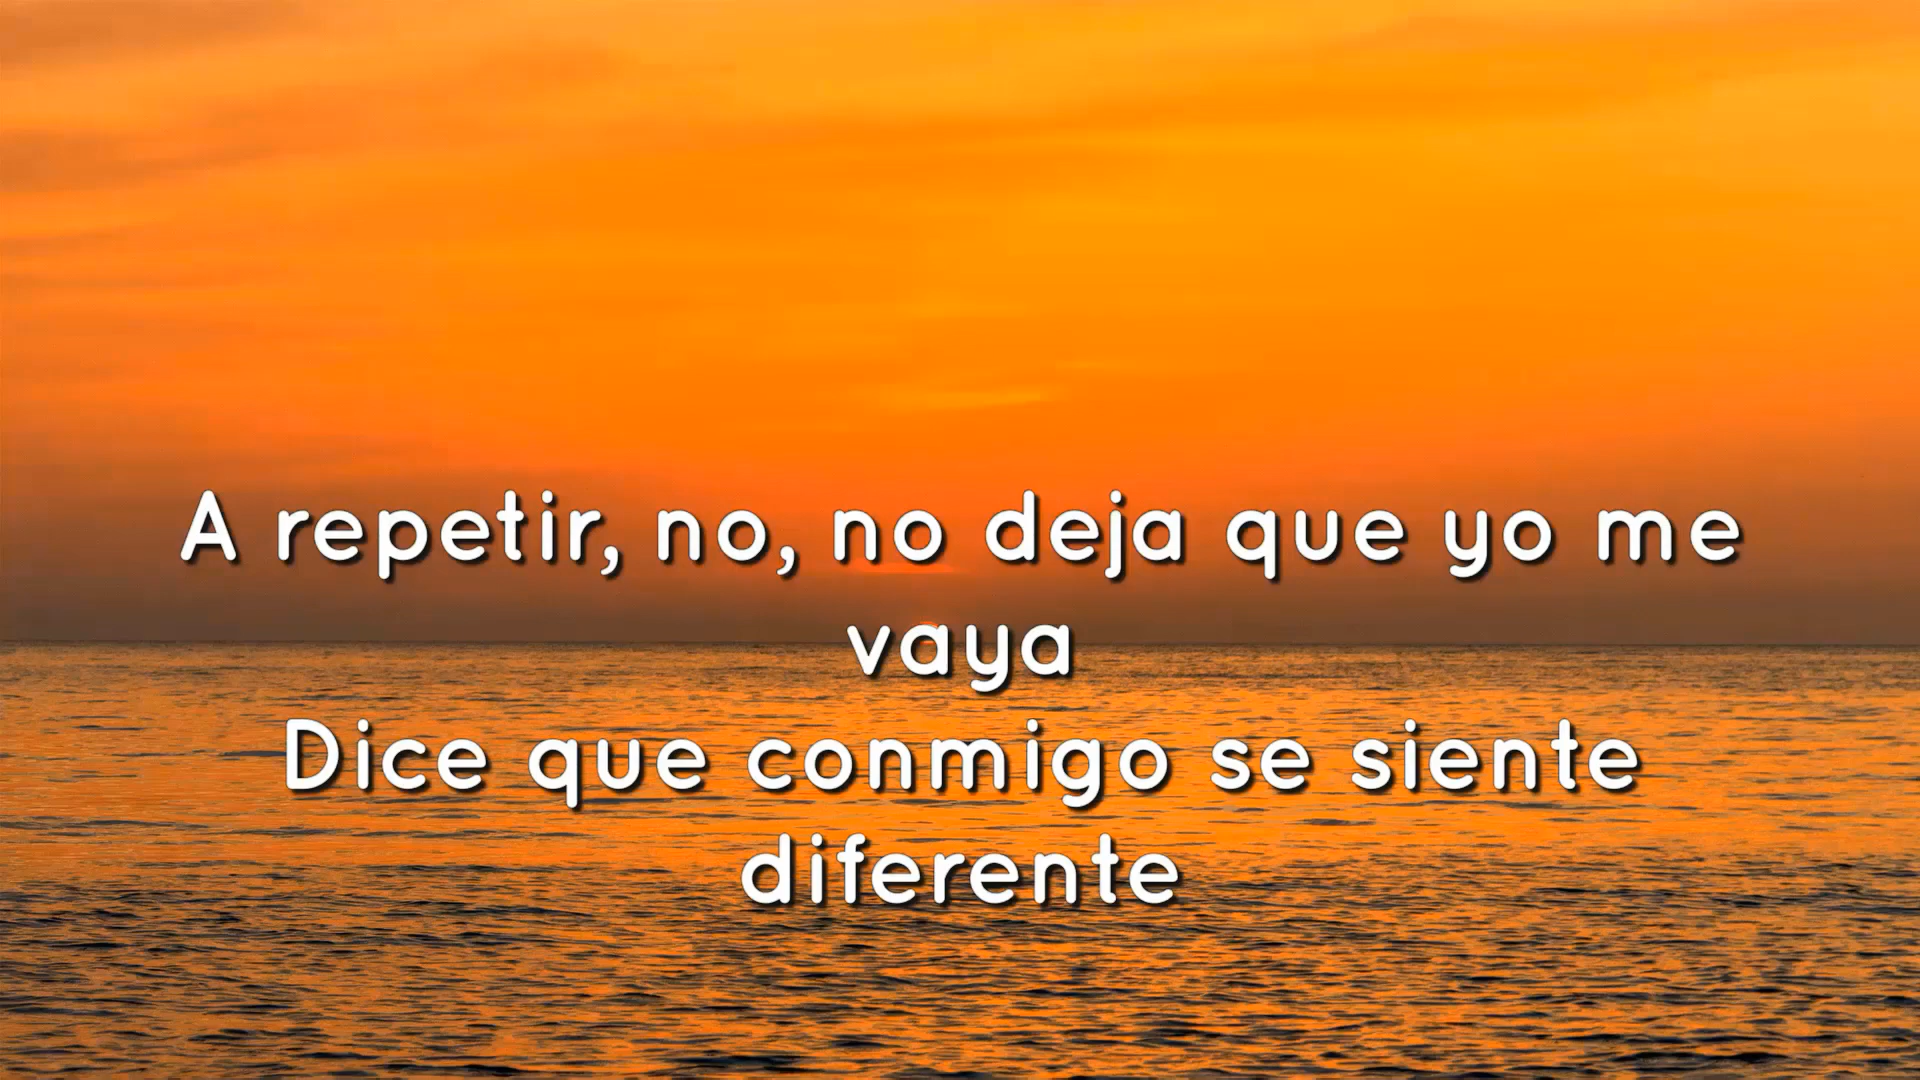 A repetir, no, no deja que yo me
vaya
Dice que conmigo se siente
diferente